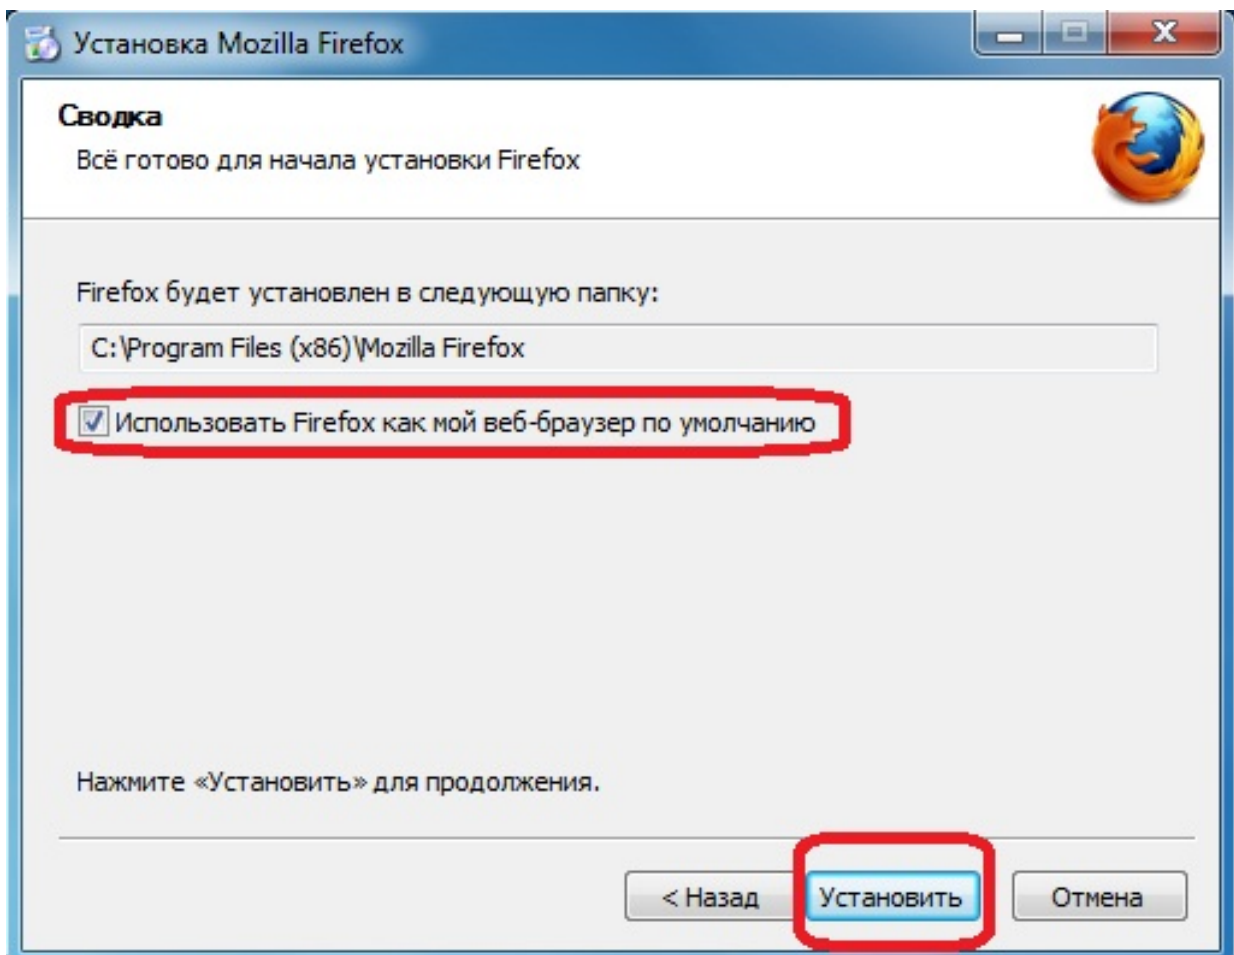 Установка Mozilla Firefox
Сводка
Всё готово для начала установки Firefox
Firefox будет установлен в следующую папку:
C:\Program Files (x86)\Mozilla Firefox
Использовать Firefox как мой веб-браузер по умолчанию
Нажмите «Установить» для продолжения.
< Назад Установить Отмена